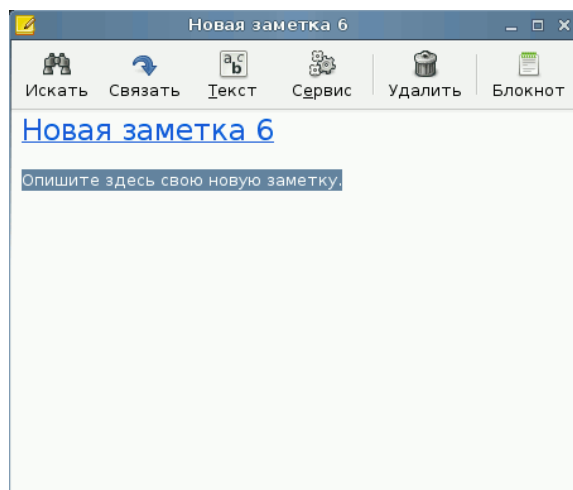 Новая заметка 6
Искать Связать Текст Сервис Удалить Блокнот
Новая заметка 6
Опишите здесь свою новую заметку.